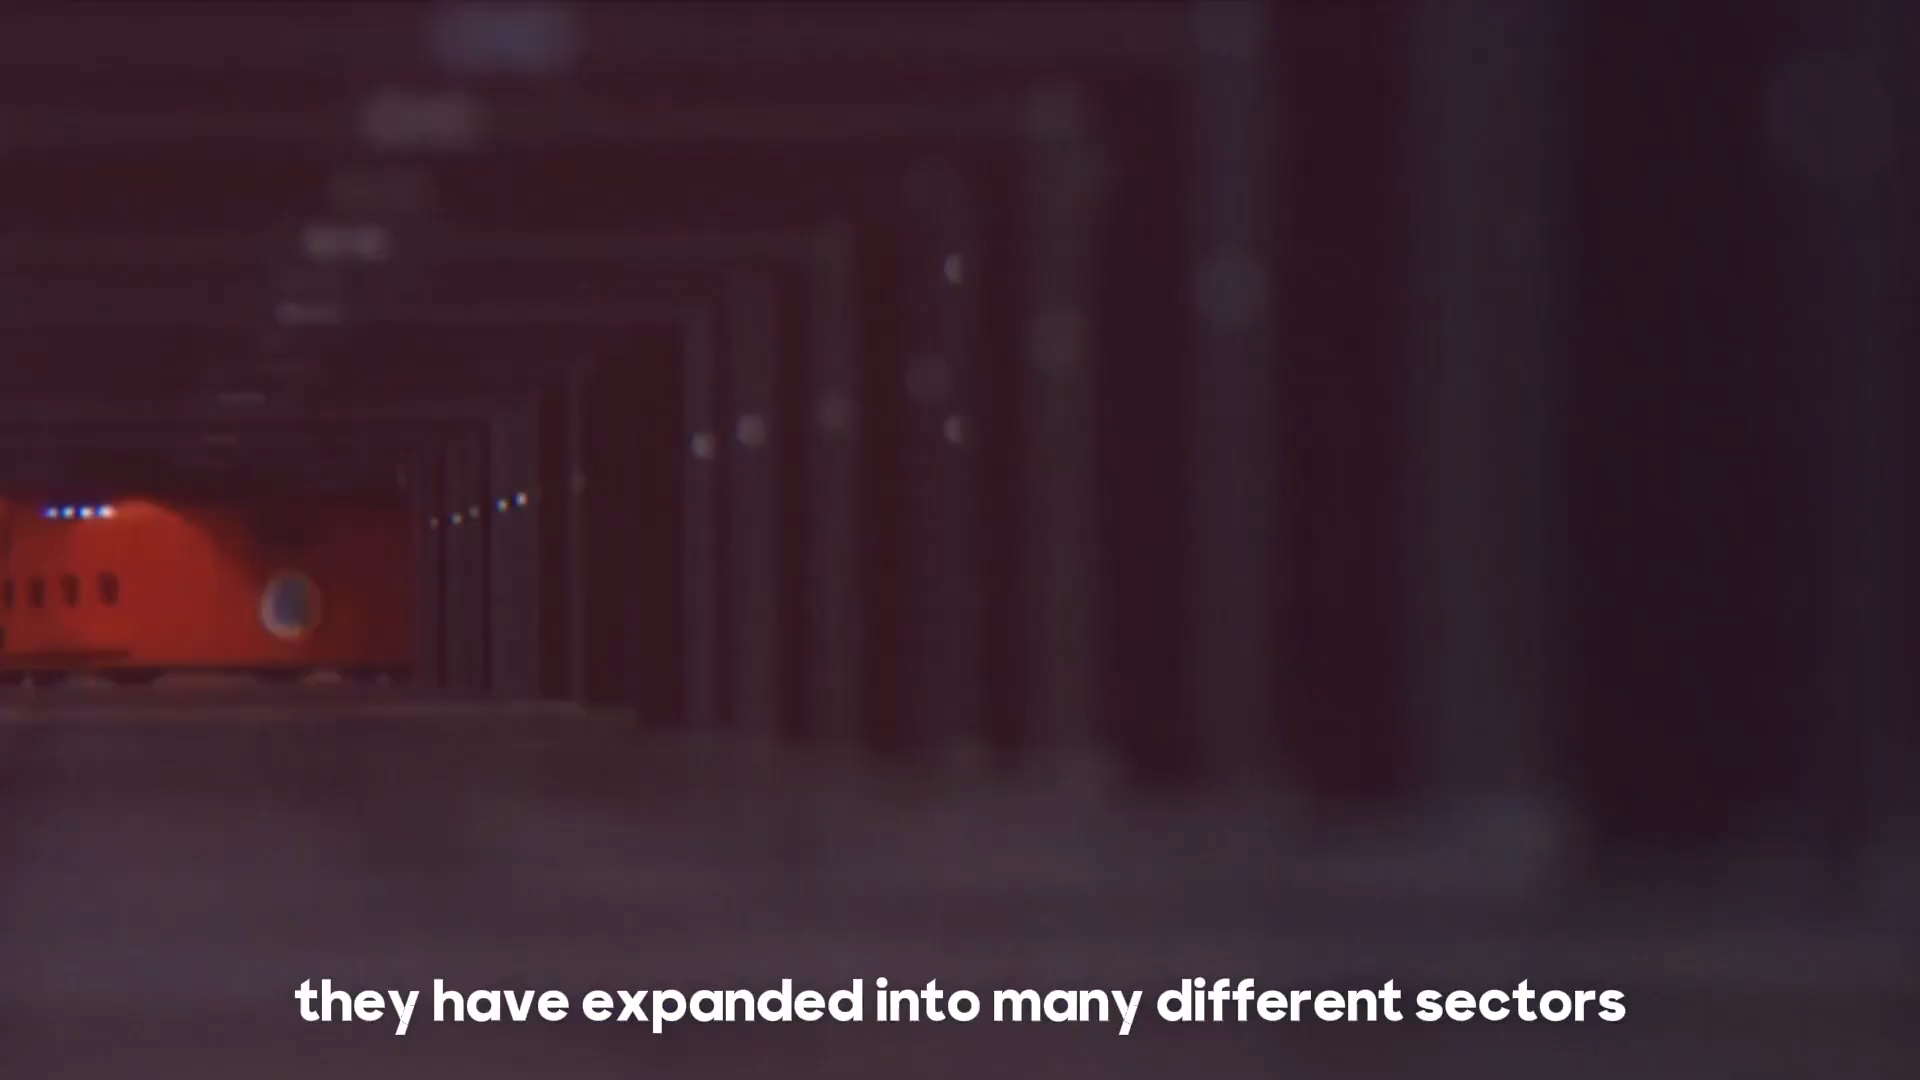 they have expanded into many different sectors